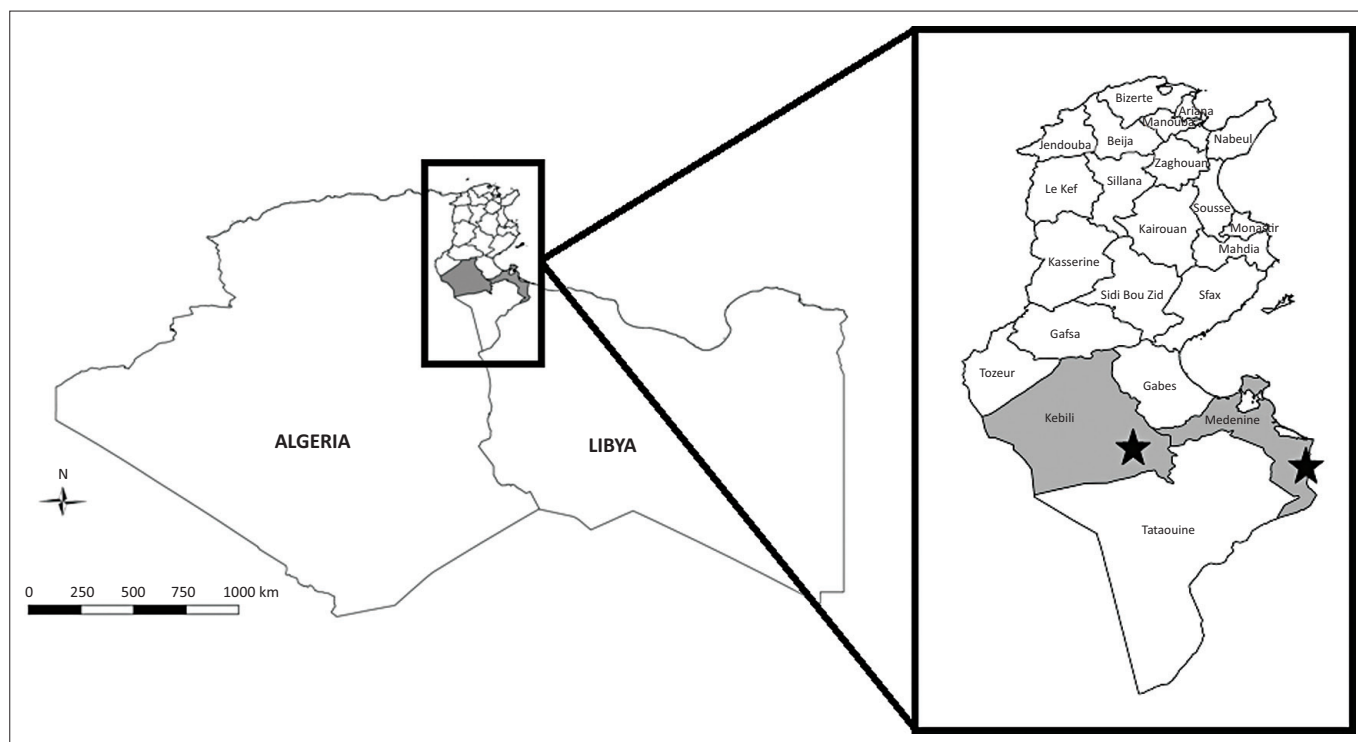 ALGERIA
LIBYA
N
0 250 500 750 1000 km
Bizerte
Ariana
Manouba
Nabeul
Jendouba
Beija
Zaghouan
Le Kef
Sillana
Sousse
Kairouan
Monastir
Mahdia
Kasserine
Sidi Bou Zid
Sfax
Gafsa
Tozeur
Gabes
Kebili
Medenine
Tataouine